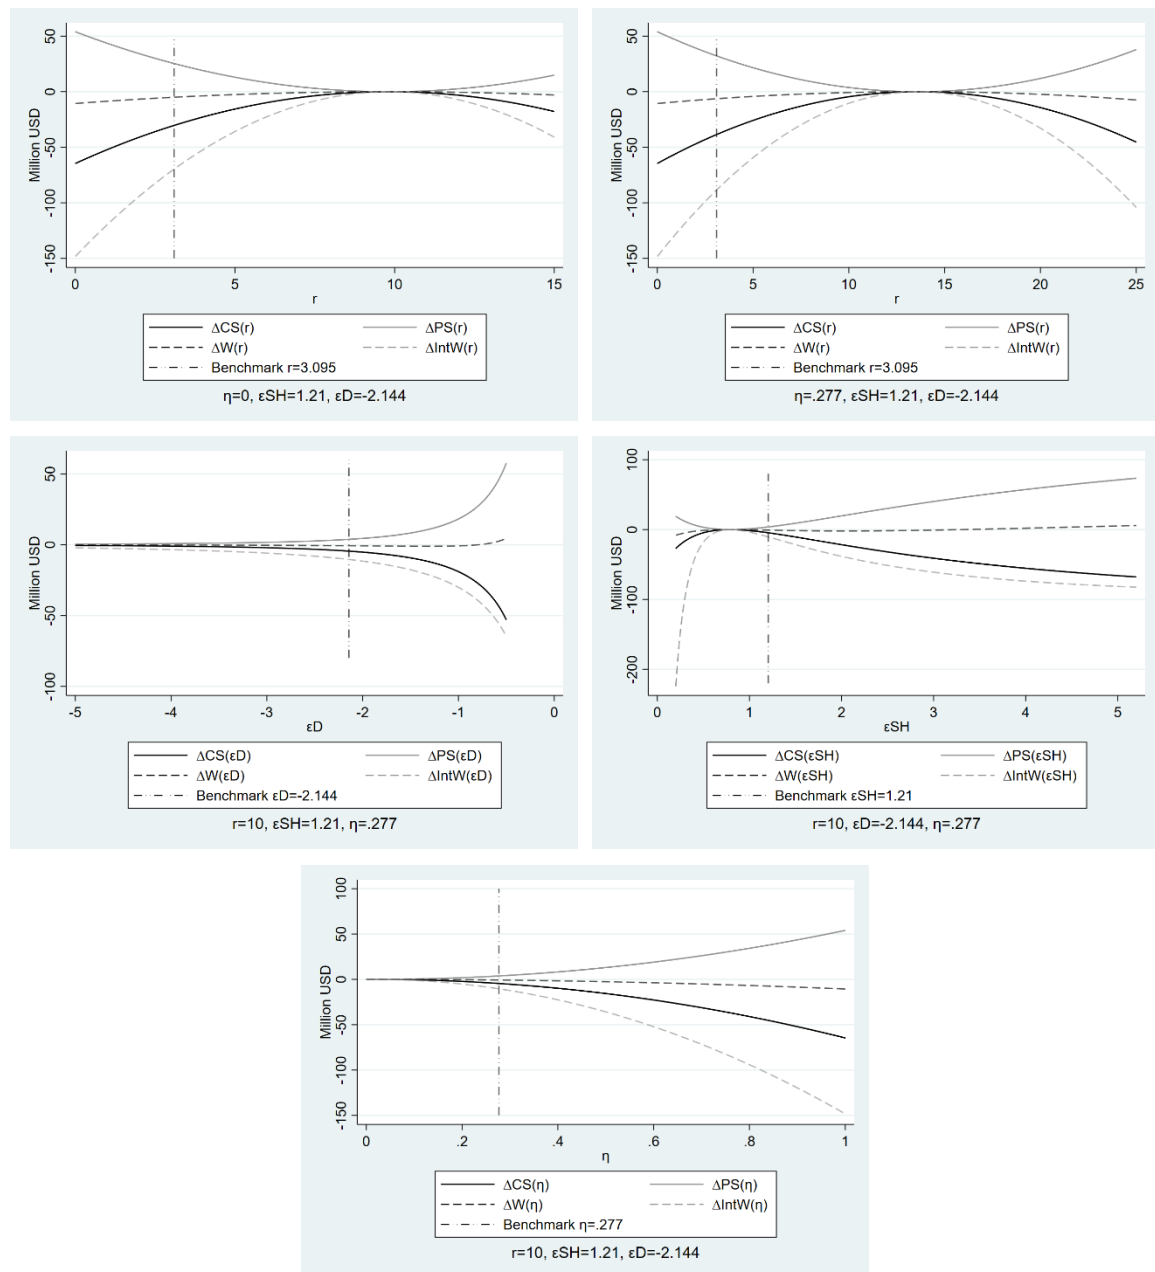 Million USD
50
0
-50
-100
-150
0 5 10 15
r
ΔCS(r) ΔPS(r)
ΔW(r) ΔIntW(r)
Benchmark r=3.095
η=0, εSH=1.21, εD=-2.144
Million USD
50
0
-50
-100
-150
0 5 10 15 20 25
r
ΔCS(r) ΔPS(r)
ΔW(r) ΔIntW(r)
Benchmark r=3.095
η=.277, εSH=1.21, εD=-2.144
Million USD
50
0
-50
-100
-5 -4 -3 -2 -1 0
εD
ΔCS(εD) ΔPS(εD)
ΔW(εD) ΔIntW(εD)
Benchmark εD=-2.144
r=10, εSH=1.21, η=.277
Million USD
100
0
-100
-200
0 1 2 3 4 5
εSH
ΔCS(εSH) ΔPS(εSH)
ΔW(εSH) ΔIntW(εSH)
Benchmark εSH=1.21
r=10, εD=-2.144, η=.277
Million USD
100
50
0
-50
-100
-150
0 .2 .4 .6 .8 1
η
ΔCS(η) ΔPS(η)
ΔW(η) ΔIntW(η)
Benchmark η=.277
r=10, εSH=1.21, εD=-2.144